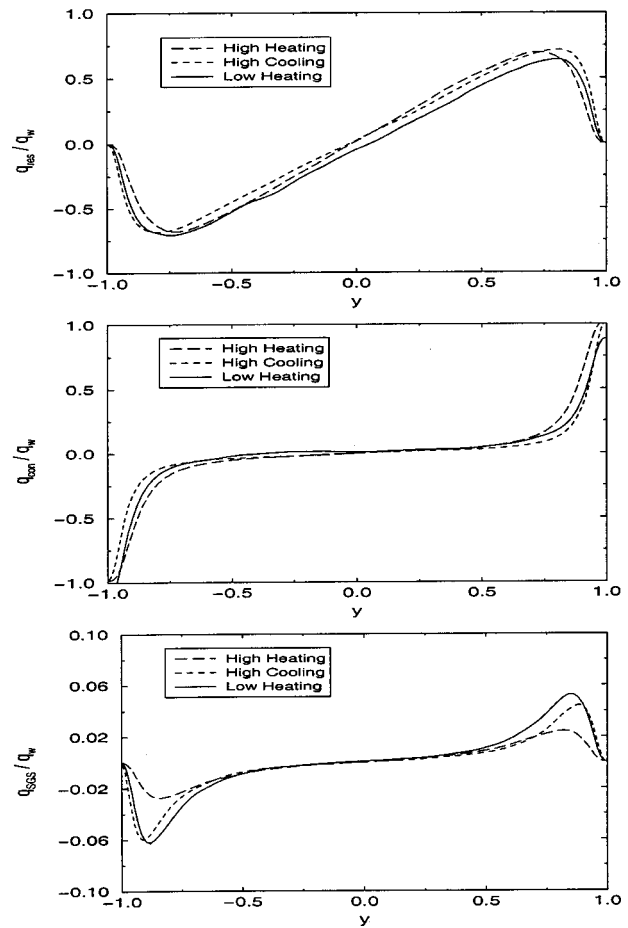 1.0
0.5
0.0
−0.5
1.0
q_res / q_w
High Heating
High Cooling
Low Heating
−1.0 −0.5 0.0 0.5 1.0
y
1.0
0.5
0.0
−0.5
−1.0
q_con / q_w
High Heating
High Cooling
Low Heating
−1.0 −0.5 0.0 0.5 1.0
y
0.10
0.06
0.02
−0.02
−0.06
−0.10
q_SGS / q_w
High Heating
High Cooling
Low Heating
−1.0 −0.5 0.0 0.5 1.0
y